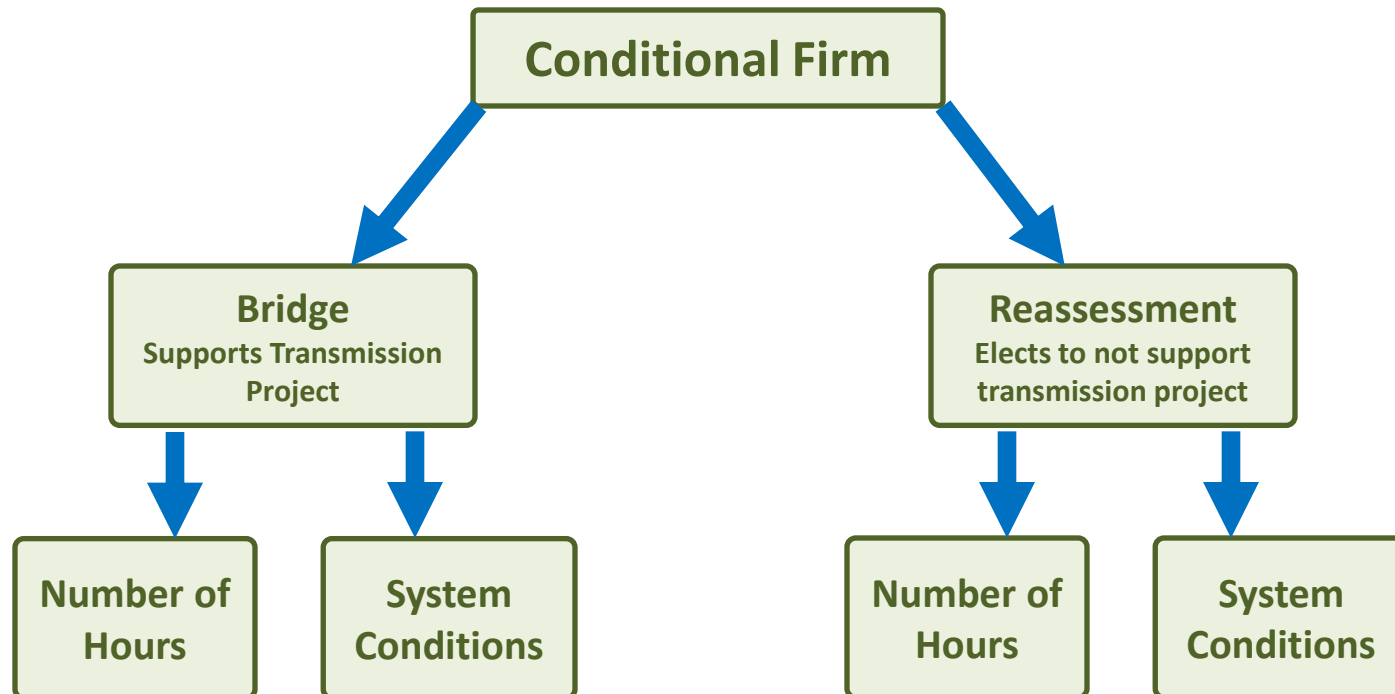 Conditional Firm
Bridge
Supports Transmission
Project
Reassessment
Elects to not support
transmission project
Number of
Hours
System
Conditions
Number of
Hours
System
Conditions